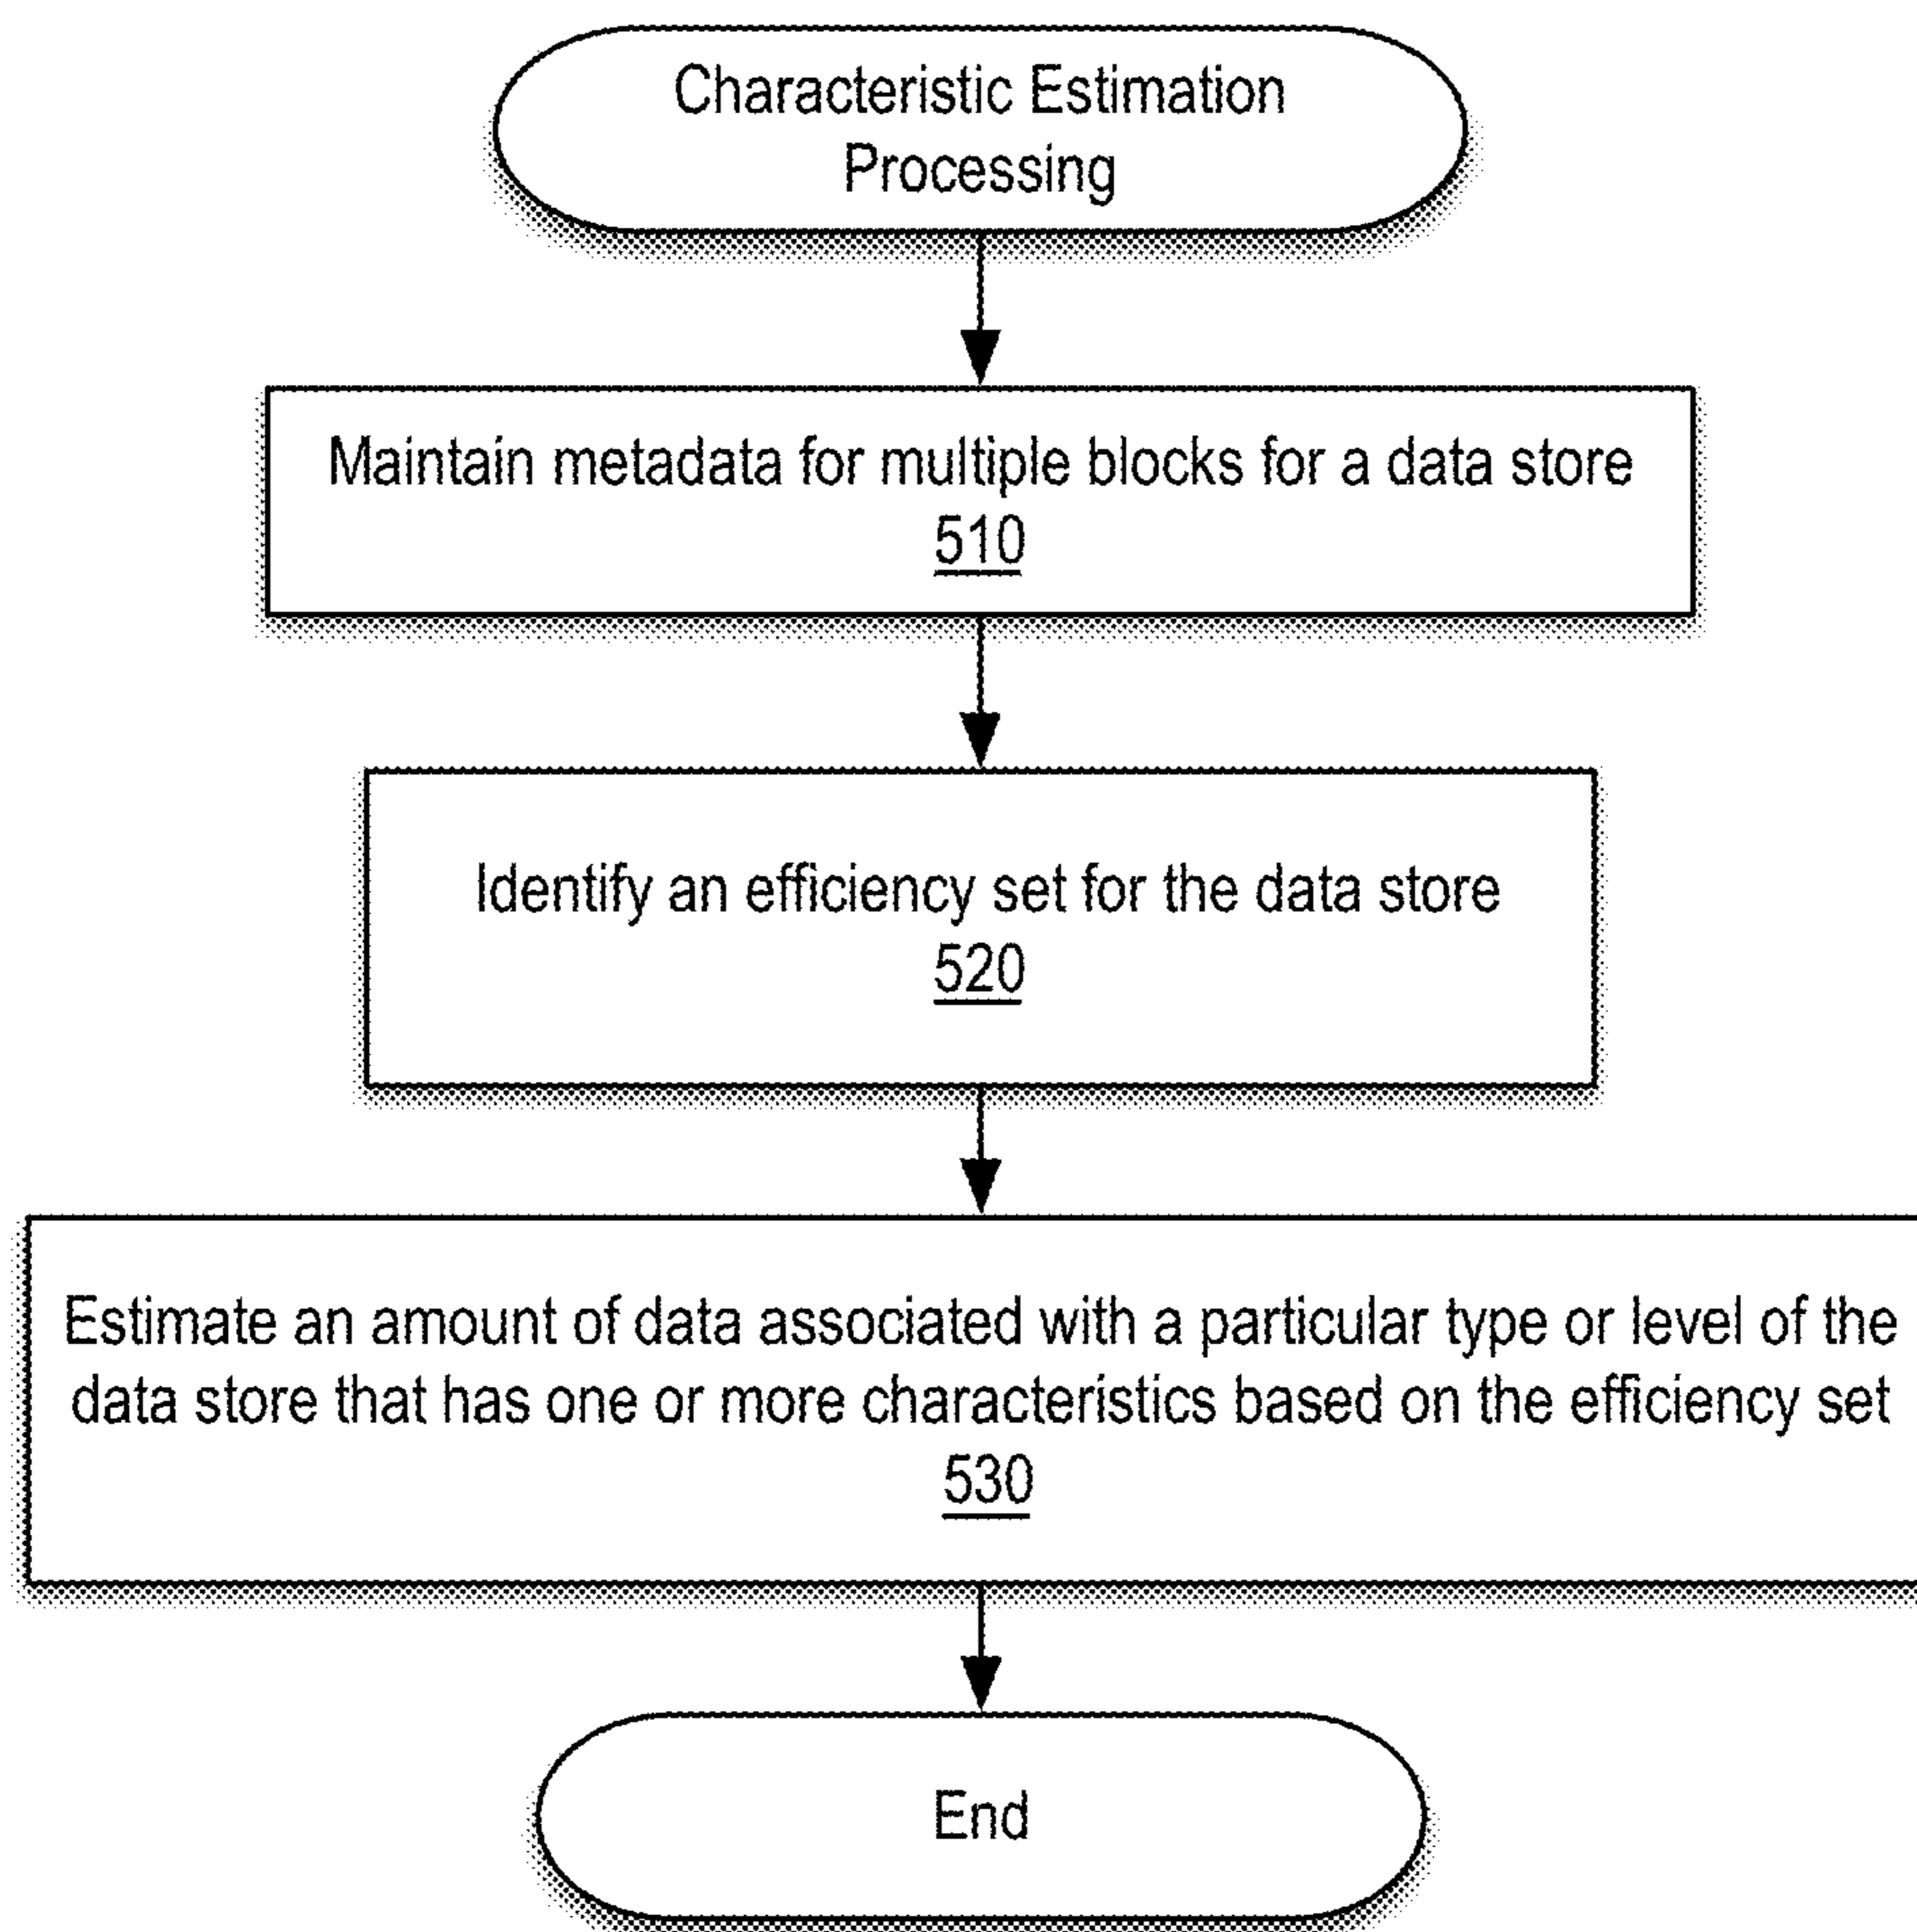 Characteristic Estimation
Processing
Maintain metadata for multiple blocks for a data store
510
Identify an efficiency set for the data store
520
Estimate an amount of data associated with a particular type or level of the
data store that has one or more characteristics based on the efficiency set
530
End